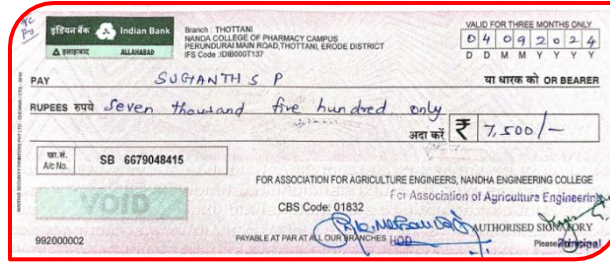 इंडियन बैंक Indian Bank
इलाहाबाद ALLAHABAD
Branch : THOTTANI
NANDA COLLEGE OF PHARMACY CAMPUS
PERUNDURAI MAIN ROAD,THOTTANI, ERODE DISTRICT
IFS Code :IDIB000T137
VALID FOR THREE MONTHS ONLY
0 4 0 9 2 0 2 4
D D M M Y Y Y Y
PAY SUGIANTH S P या धारक को OR BEARER
RUPEES रुपये Seven thousand five hundred only
अदा करें ₹ 7,500/-
खा.सं.
A/c No. SB 6679048415
FOR ASSOCIATION FOR AGRICULTURE ENGINEERS, NANDHA ENGINEERING COLLEGE
For Association of Agriculture Engineering
VOID
CBS Code: 01832
AUTHORISED SIGNATORY
992000002 PAYABLE AT PAR AT ALL OUR BRANCHES HOD
Please Principal